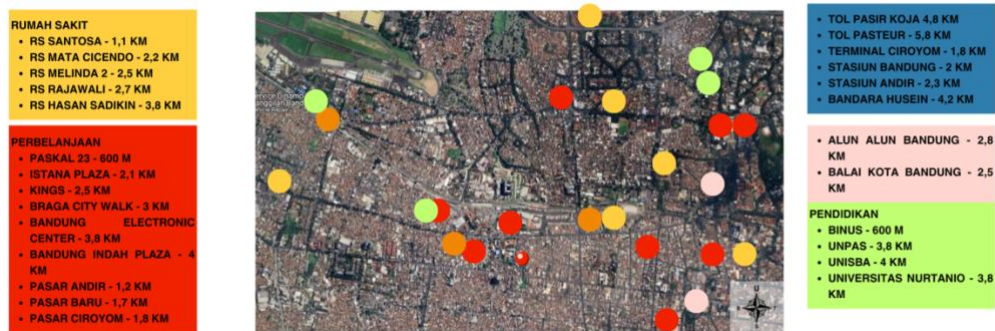 RUMAH SAKIT
• RS SANTOSA - 1,1 KM
• RS MATA CICENDO - 2,2 KM
• RS MELINDA 2 - 2,5 KM
• RS RAJAWALI - 2,7 KM
• RS HASAN SADIKIN - 3,8 KM
PERBELANJAAN
• PASKAL 23 - 600 M
• ISTANA PLAZA - 2,1 KM
• KINGS - 2,5 KM
• BRAGA CITY WALK - 3 KM
• BANDUNG ELECTRONIC
CENTER - 3,8 KM
• BANDUNG INDAH PLAZA - 4
KM
• PASAR ANDIR - 1,2 KM
• PASAR BARU - 1,7 KM
• PASAR CIROYOM - 1,8 KM
U
• TOL PASIR KOJA 4,8 KM
• TOL PASTEUR - 5,8 KM
• TERMINAL CIROYOM - 1,8 KM
• STASIUN BANDUNG - 2 KM
• STASIUN ANDIR - 2,3 KM
• BANDARA HUSEIN - 4,2 KM
• ALUN ALUN BANDUNG - 2,8
KM
• BALAI KOTA BANDUNG - 2,5
KM
PENDIDIKAN
• BINUS - 600 M
• UNPAS - 3,8 KM
• UNISBA - 4 KM
• UNIVERSITAS NURTANIO - 3,8
KM